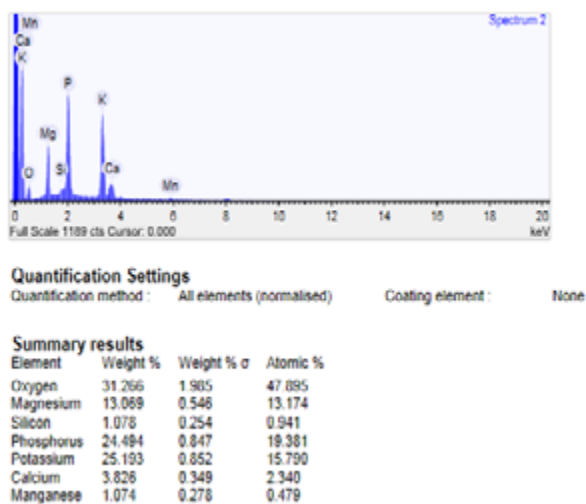 Mn
Spectrum 2
Ca
K
P
K
Mg
O
Si
Ca
Mn
0 2 4 6 8 10 12 14 16 18 20
Full Scale 1189 cts Cursor: 0.000 keV
Quantification Settings
Quantification method : All elements (normalised) Coating element : None
Summary results
Element Weight % Weight % σ Atomic %
Oxygen 31.266 1.985 47.895
Magnesium 13.069 0.546 13.174
Silicon 1.078 0.254 0.941
Phosphorus 24.494 0.847 19.381
Potassium 25.193 0.852 15.790
Calcium 3.826 0.349 2.340
Manganese 1.074 0.278 0.479